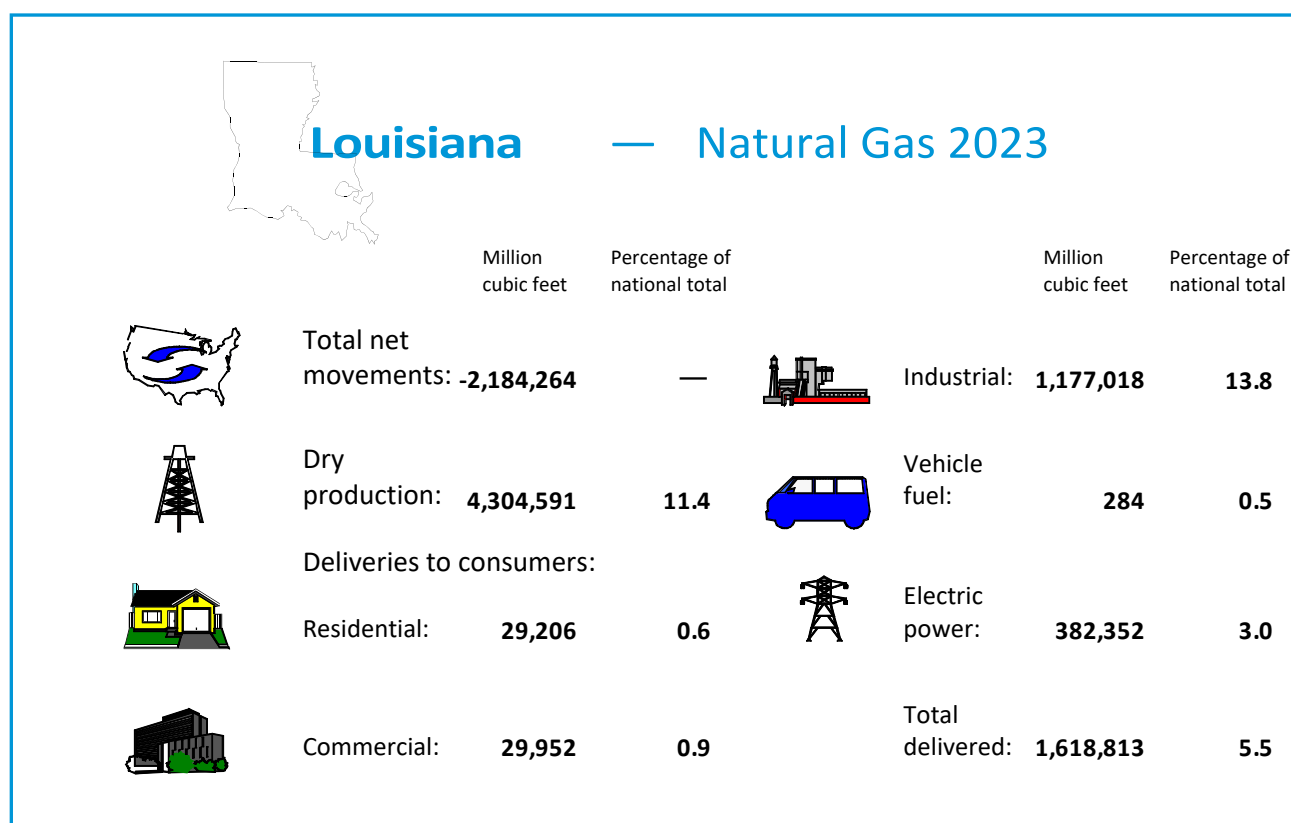 Louisiana — Natural Gas 2023
Million cubic feet Percentage of national total Million cubic feet Percentage of national total
Total net movements: -2,184,264 — Industrial: 1,177,018 13.8
Dry production: 4,304,591 11.4 Vehicle fuel: 284 0.5
Deliveries to consumers:
Residential: 29,206 0.6 Electric power: 382,352 3.0
Commercial: 29,952 0.9 Total delivered: 1,618,813 5.5